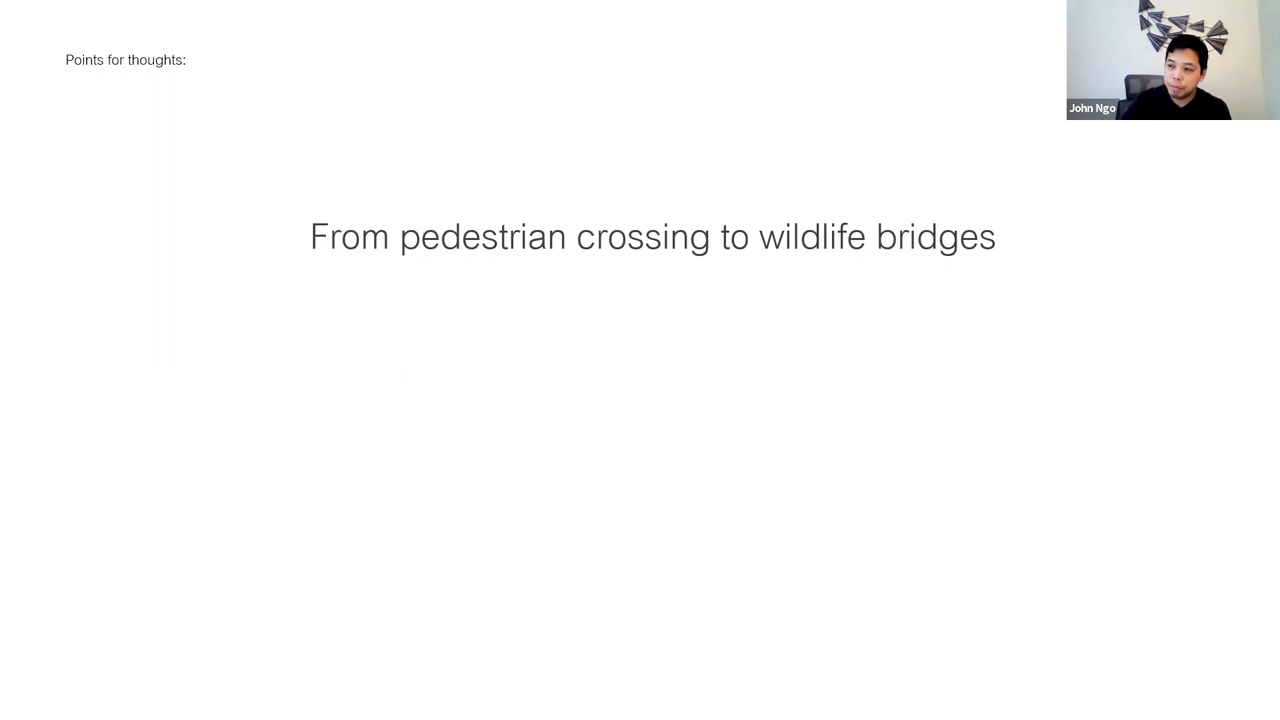 Points for thoughts:
John Ngo
From pedestrian crossing to wildlife bridges